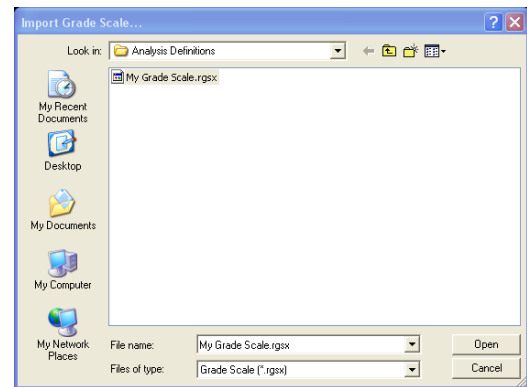 Import Grade Scale...
Look in: Analysis Definitions
My Grade Scale.rgsx
My Recent
Documents
Desktop
My Documents
My Computer
My Network
Places
File name: My Grade Scale.rgsx Open
Files of type: Grade Scale (*.rgsx) Cancel